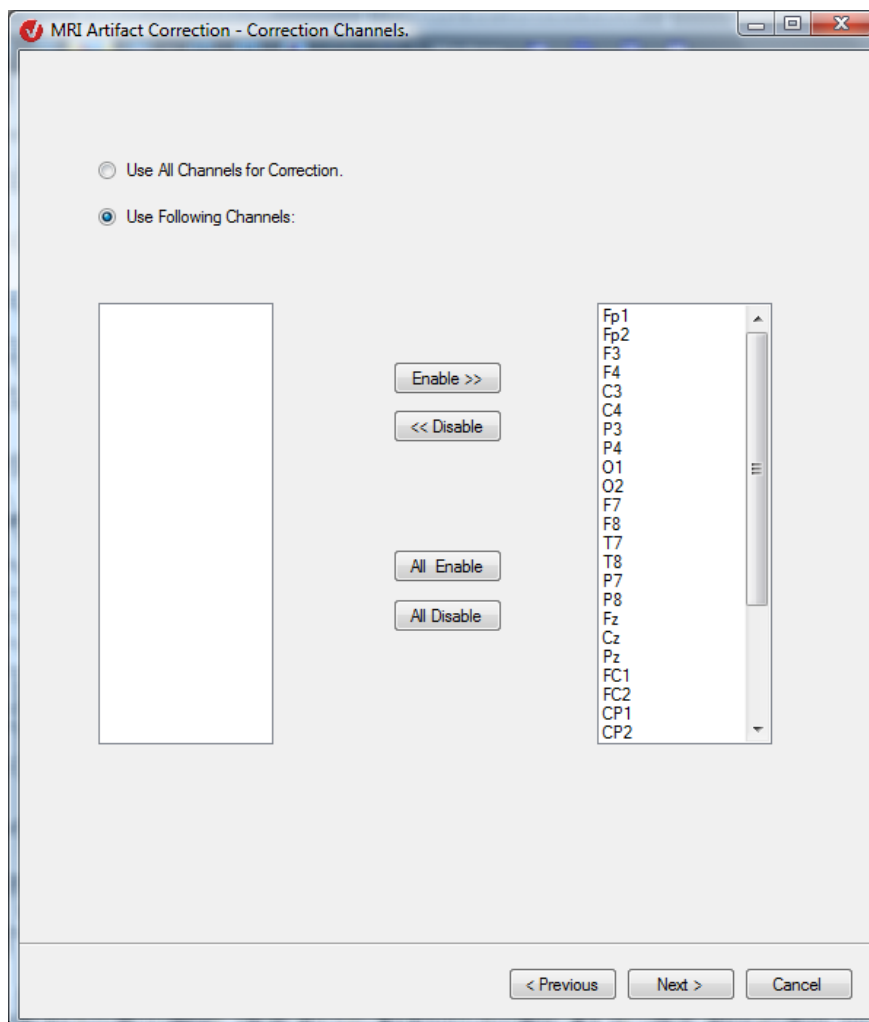 MRI Artifact Correction - Correction Channels.
Use All Channels for Correction.
Use Following Channels:
Enable >>
<< Disable
All Enable
All Disable
Fp1
Fp2
F3
F4
C3
C4
P3
P4
O1
O2
F7
F8
T7
T8
P7
P8
Fz
Cz
Pz
FC1
FC2
CP1
CP2
< Previous
Next >
Cancel